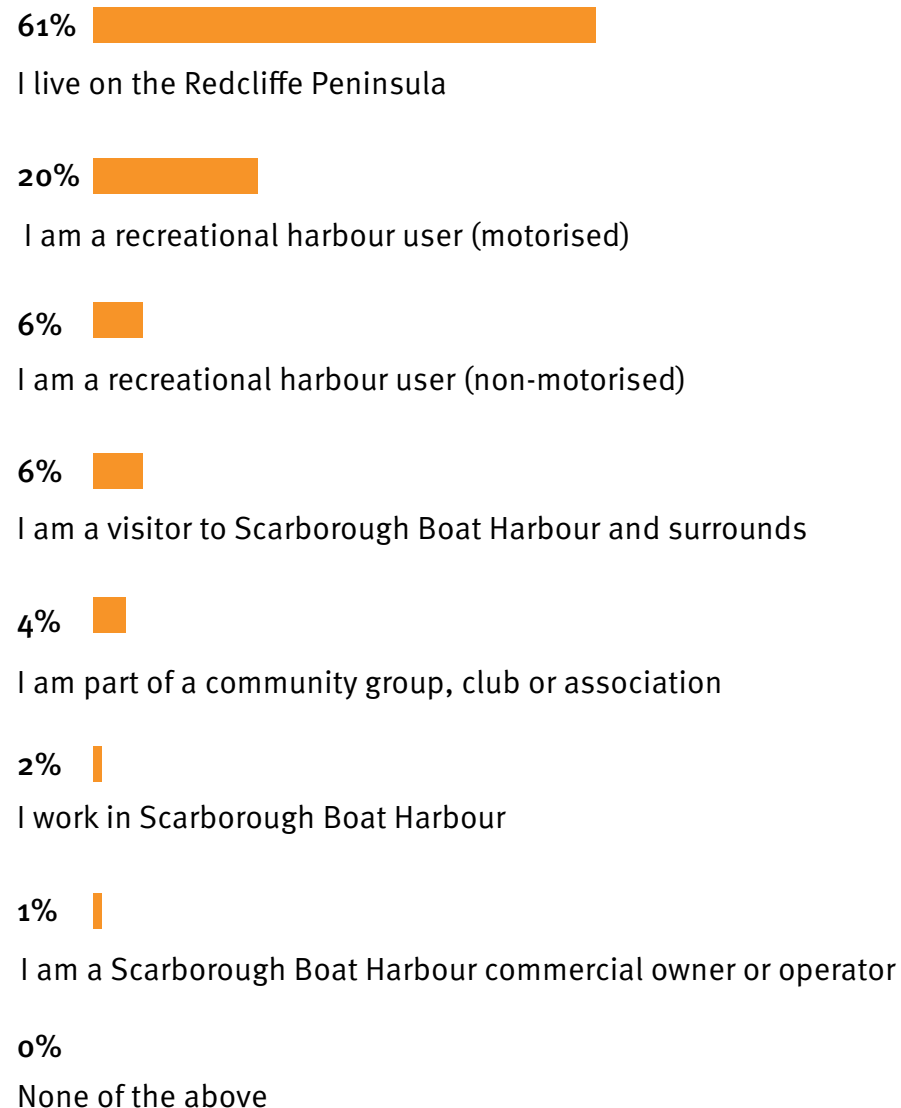 61%
I live on the Redcliffe Peninsula
20%
I am a recreational harbour user (motorised)
6%
I am a recreational harbour user (non-motorised)
6%
I am a visitor to Scarborough Boat Harbour and surrounds
4%
I am part of a community group, club or association
2%
I work in Scarborough Boat Harbour
1%
I am a Scarborough Boat Harbour commercial owner or operator
0%
None of the above